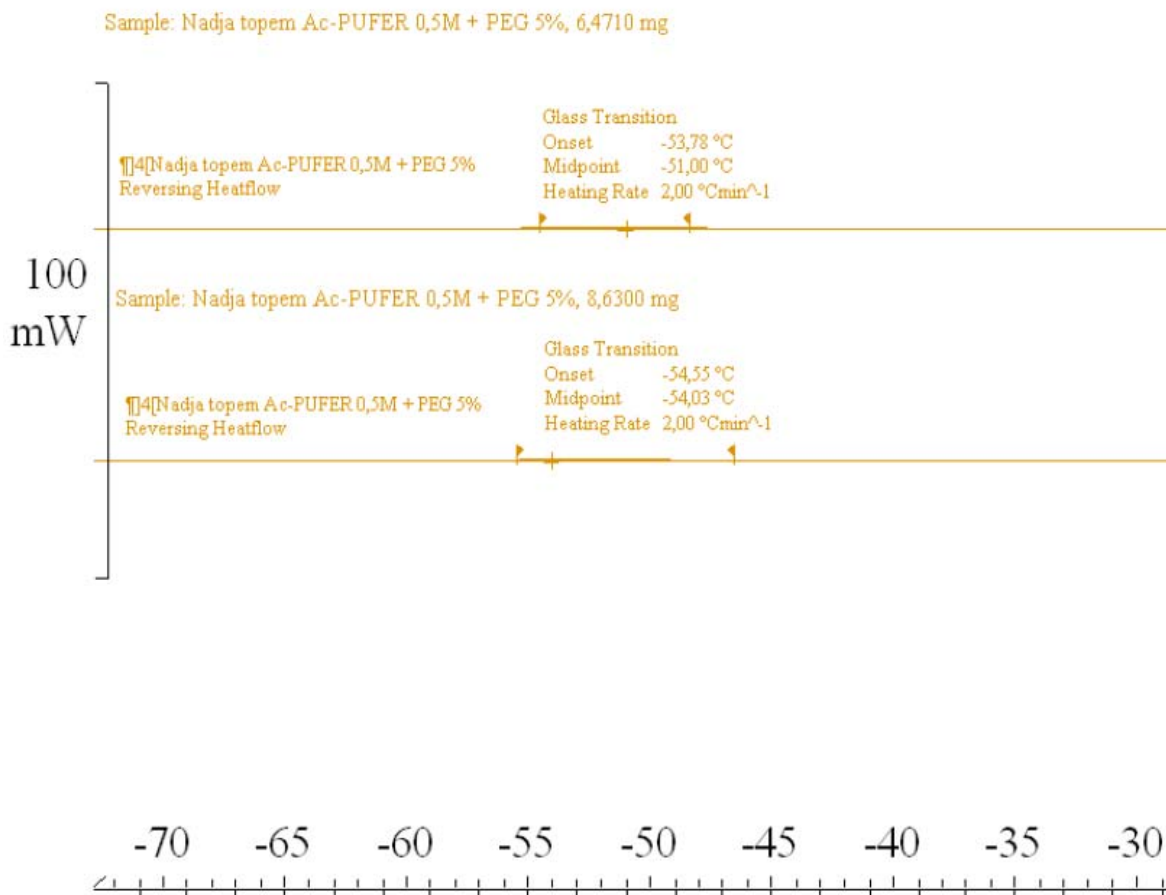 Sample: Nadja topem Ac-PUFER 0,5M + PEG 5%, 6,4710 mg
Glass Transition
Onset -53,78 °C
Midpoint -51,00 °C
Heating Rate 2,00 °Cmin^-1
¶[]4[Nadja topem Ac-PUFER 0,5M + PEG 5%
Reversing Heatflow
100
mW
Sample: Nadja topem Ac-PUFER 0,5M + PEG 5%, 8,6300 mg
Glass Transition
Onset -54,55 °C
Midpoint -54,03 °C
Heating Rate 2,00 °Cmin^-1
¶[]4[Nadja topem Ac-PUFER 0,5M + PEG 5%
Reversing Heatflow
-70 -65 -60 -55 -50 -45 -40 -35 -30